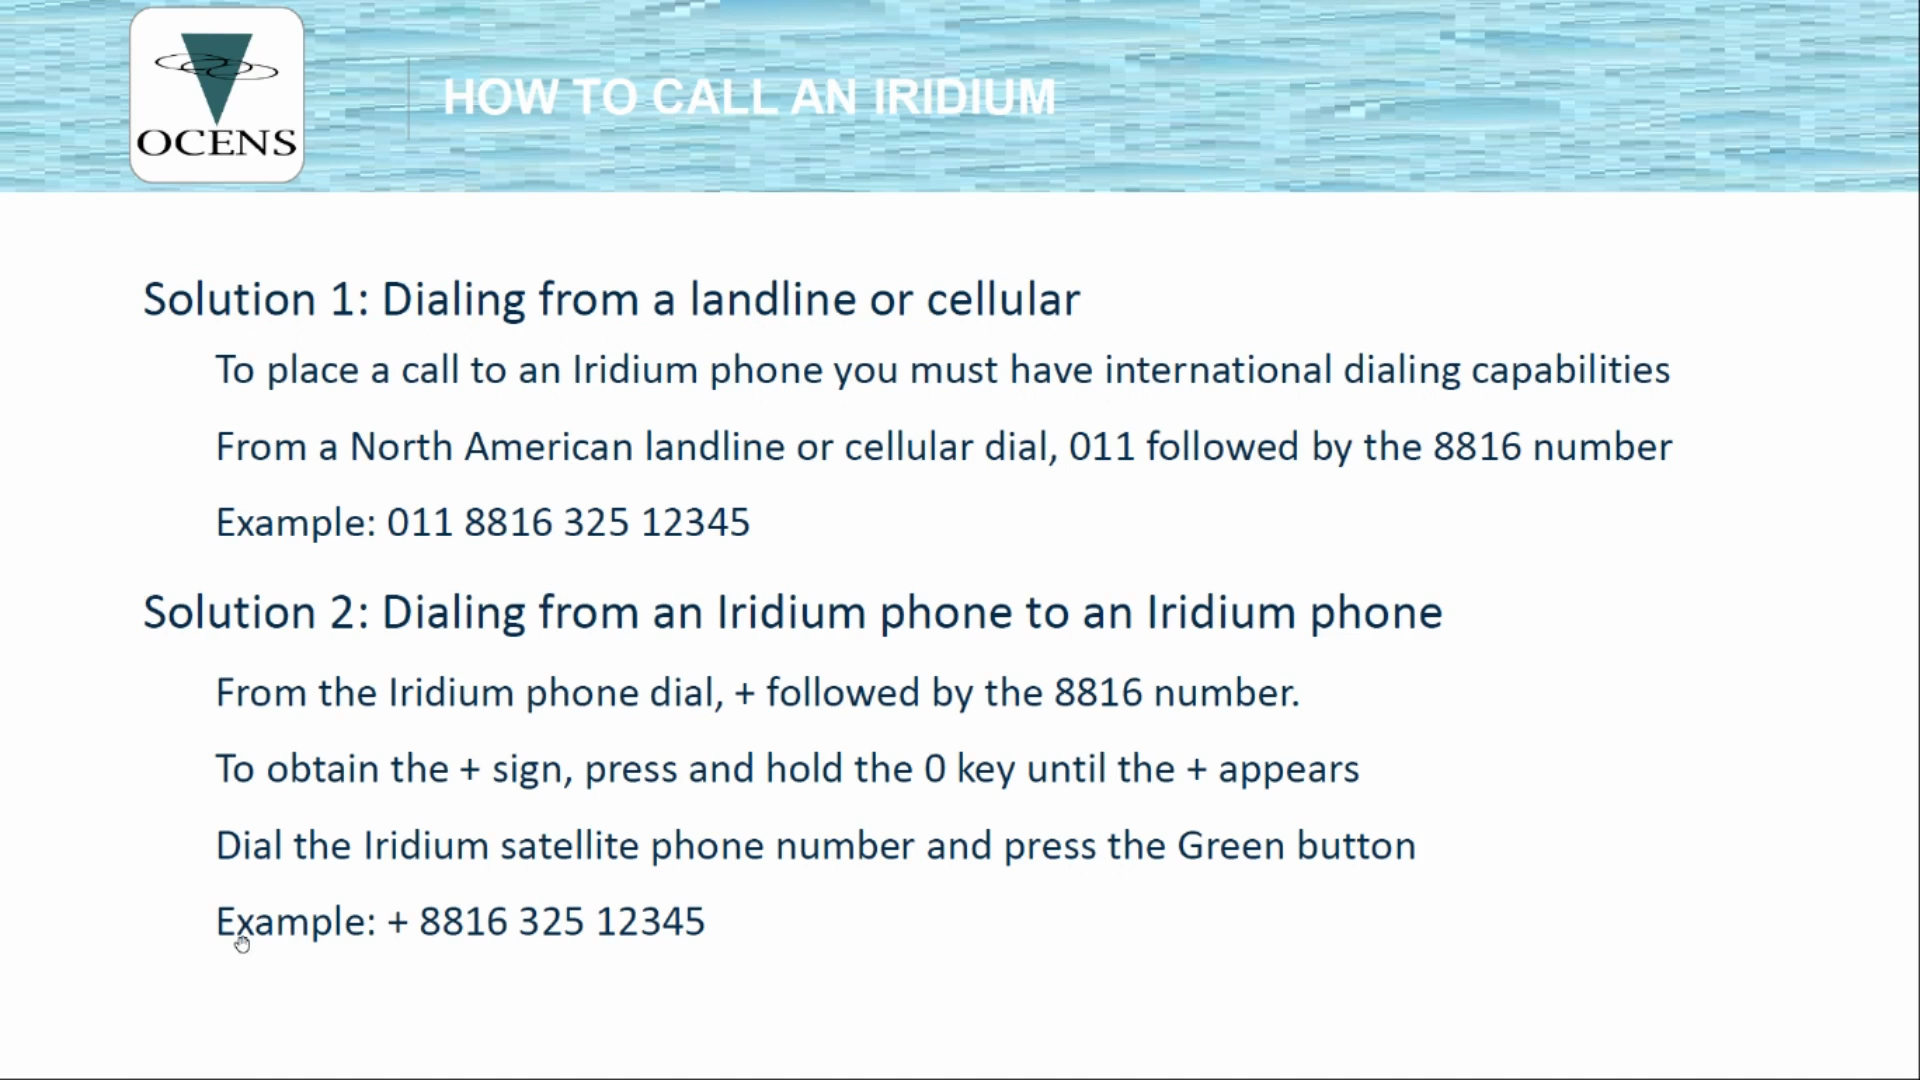 OCENS
HOW TO CALL AN IRIDIUM
Solution 1: Dialing from a landline or cellular
To place a call to an Iridium phone you must have international dialing capabilities
From a North American landline or cellular dial, 011 followed by the 8816 number
Example: 011 8816 325 12345
Solution 2: Dialing from an Iridium phone to an Iridium phone
From the Iridium phone dial, + followed by the 8816 number.
To obtain the + sign, press and hold the 0 key until the + appears
Dial the Iridium satellite phone number and press the Green button
Example: + 8816 325 12345